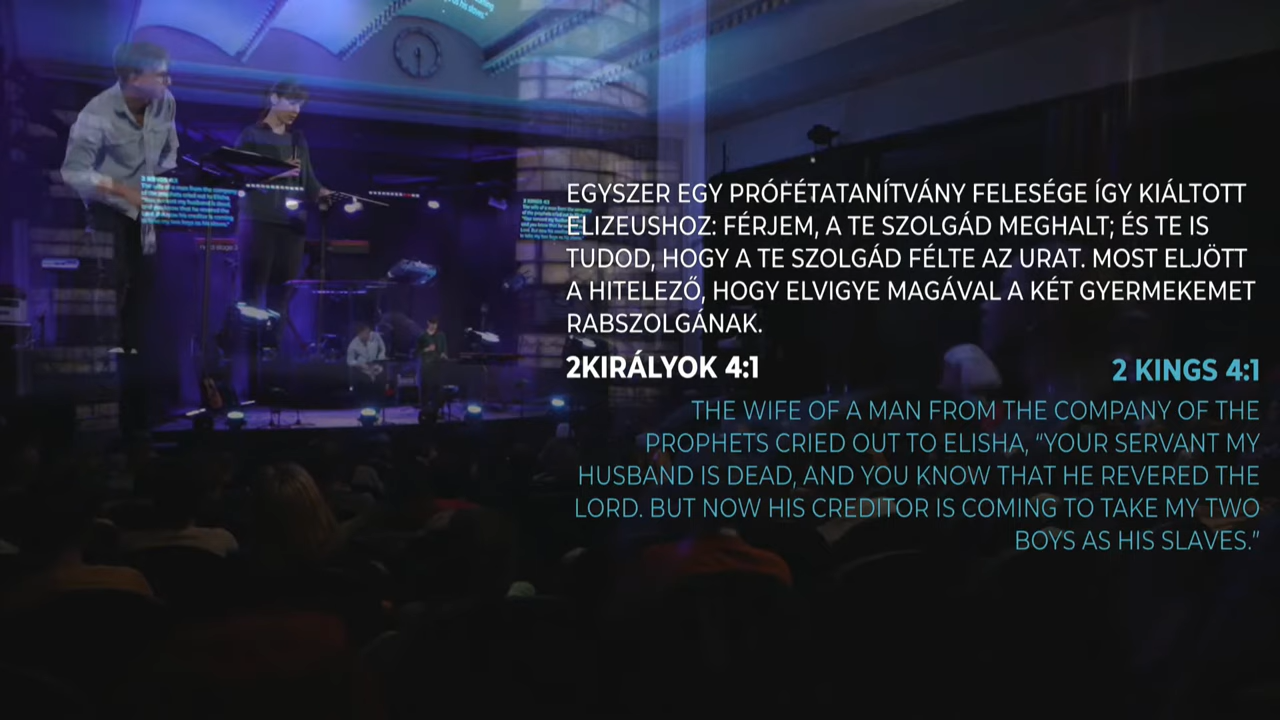 EGYSZER EGY PRÓFÉTATANÍTVÁNY FELESÉGE ÍGY KIÁLTOTT
ELIZEUSHOZ: FÉRJEM, A TE SZOLGÁD MEGHALT; ÉS TE IS
TUDOD, HOGY A TE SZOLGÁD FÉLTE AZ URAT. MOST ELJÖTT
A HITELEZŐ, HOGY ELVIGYE MAGÁVAL A KÉT GYERMEKEMET
RABSZOLGÁNAK.
2KIRÁLYOK 4:1
2 KINGS 4:1
THE WIFE OF A MAN FROM THE COMPANY OF THE
PROPHETS CRIED OUT TO ELISHA, “YOUR SERVANT MY
HUSBAND IS DEAD, AND YOU KNOW THAT HE REVERED THE
LORD. BUT NOW HIS CREDITOR IS COMING TO TAKE MY TWO
BOYS AS HIS SLAVES.”